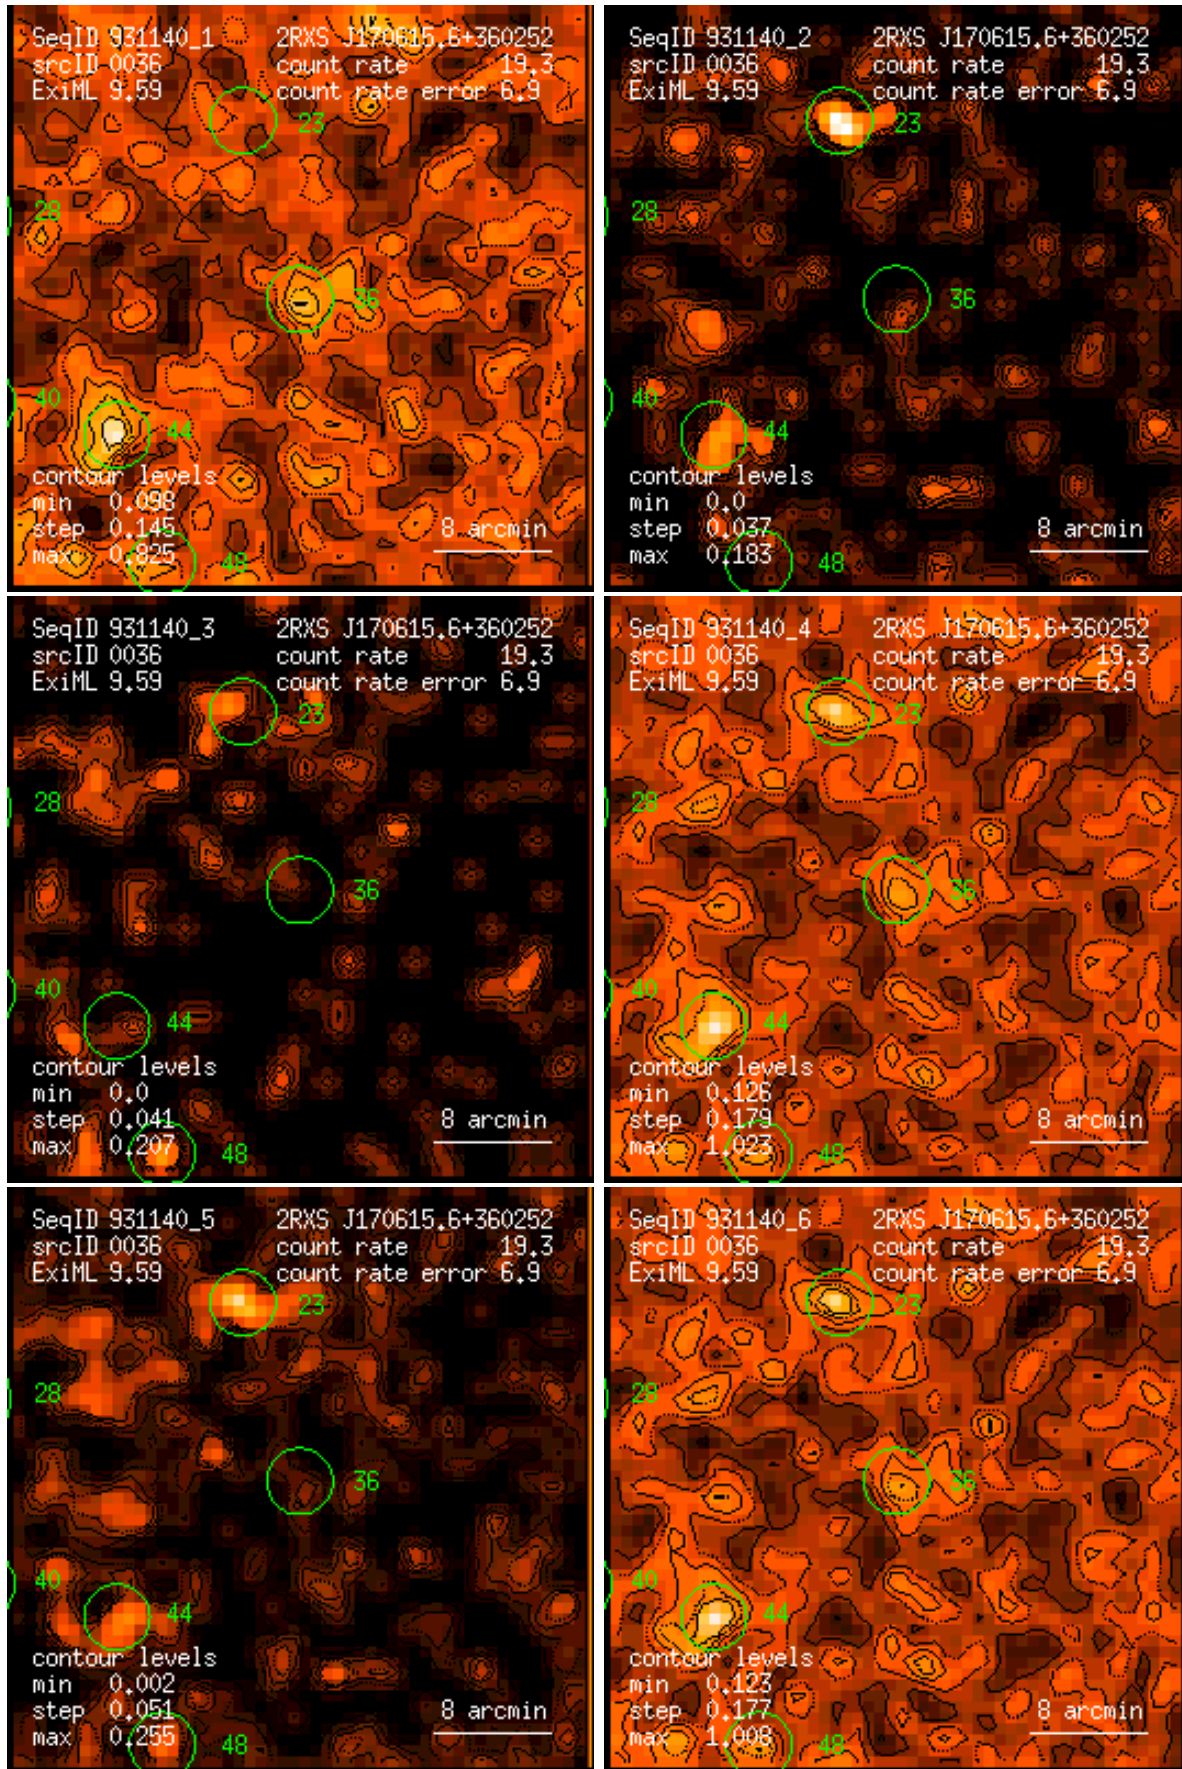 SeqID 931140_1 2RXS J170615.6+360252
srcID 0036 count rate 19.3
ExiML 9.59 count rate error 6.9
23
28
36
40
44
contour levels
min 0.098
step 0.145
max 0.825
8 arcmin
48
SeqID 931140_2 2RXS J170615.6+360252
srcID 0036 count rate 19.3
ExiML 9.59 count rate error 6.9
23
28
36
40
44
contour levels
min 0.0
step 0.037
max 0.183
8 arcmin
48
SeqID 931140_3 2RXS J170615.6+360252
srcID 0036 count rate 19.3
ExiML 9.59 count rate error 6.9
23
28
36
40
44
contour levels
min 0.0
step 0.041
max 0.207
8 arcmin
48
SeqID 931140_4 2RXS J170615.6+360252
srcID 0036 count rate 19.3
ExiML 9.59 count rate error 6.9
23
28
36
40
44
contour levels
min 0.126
step 0.179
max 1.023
8 arcmin
48
SeqID 931140_5 2RXS J170615.6+360252
srcID 0036 count rate 19.3
ExiML 9.59 count rate error 6.9
23
28
36
40
44
contour levels
min 0.002
step 0.051
max 0.255
8 arcmin
48
SeqID 931140_6 2RXS J170615.6+360252
srcID 0036 count rate 19.3
ExiML 9.59 count rate error 6.9
23
28
36
40
44
contour levels
min 0.123
step 0.177
max 1.008
8 arcmin
48